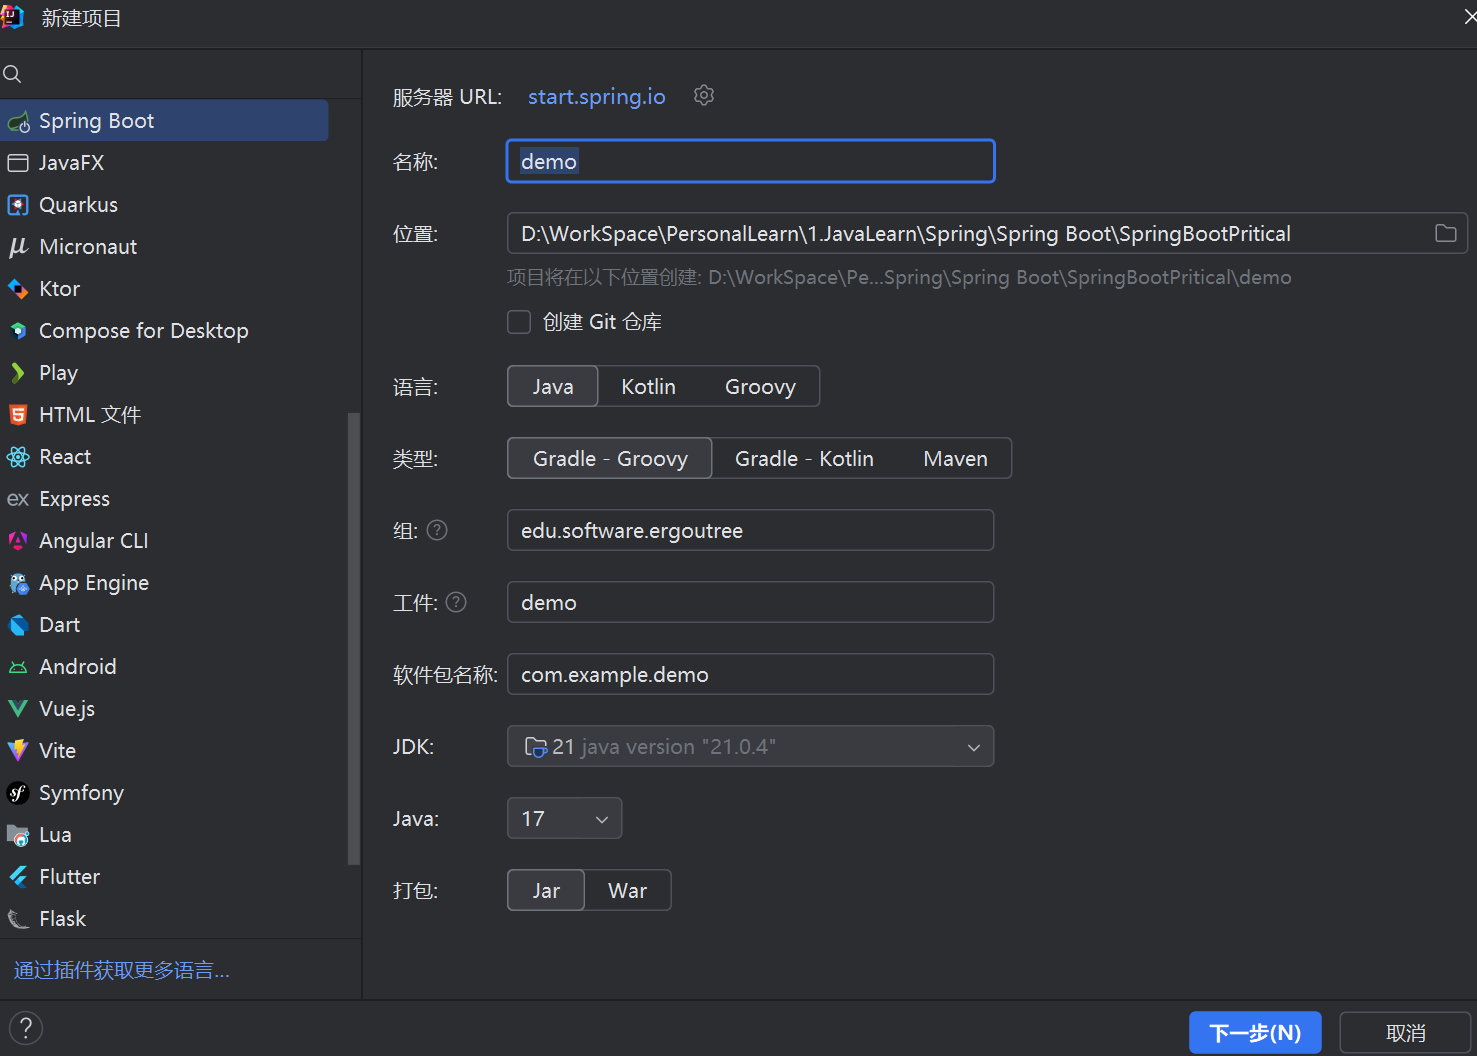 新建项目
Spring Boot
JavaFX
Quarkus
Micronaut
Ktor
Compose for Desktop
Play
HTML 文件
React
ex Express
Angular CLI
App Engine
Dart
Android
Vue.js
Vite
Symfony
Lua
Flutter
Flask
通过插件获取更多语言...
服务器 URL: start.spring.io
名称: demo
位置: D:\WorkSpace\PersonalLearn\1.JavaLearn\Spring\Spring Boot\SpringBootPritical
项目将在以下位置创建: D:\WorkSpace\Pe...Spring\Spring Boot\SpringBootPritical\demo
创建 Git 仓库
语言: Java Kotlin Groovy
类型: Gradle - Groovy Gradle - Kotlin Maven
组: ? edu.software.ergoutree
工件: ? demo
软件包名称: com.example.demo
JDK: 21 java version "21.0.4"
Java: 17
打包: Jar War
? 下一步(N) 取消